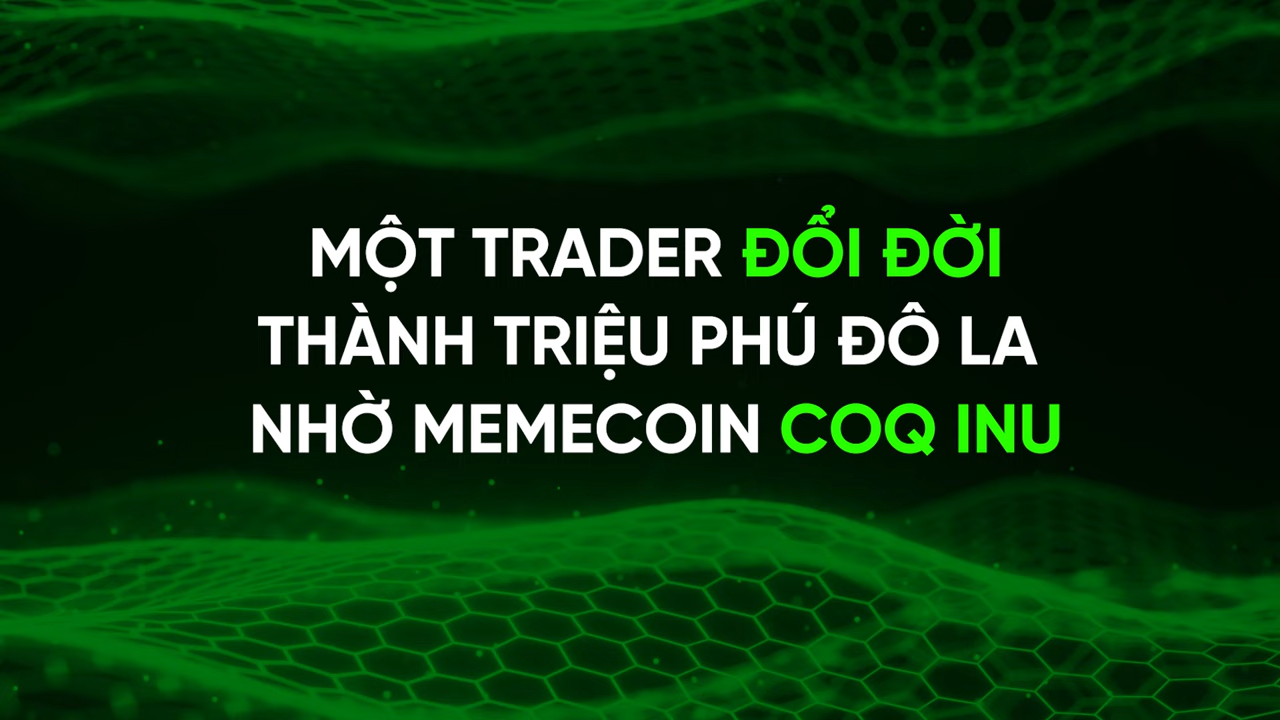 MỘT TRADER ĐỔI ĐỜI
THÀNH TRIỆU PHÚ ĐÔ LA
NHỜ MEMECOIN COQ INU